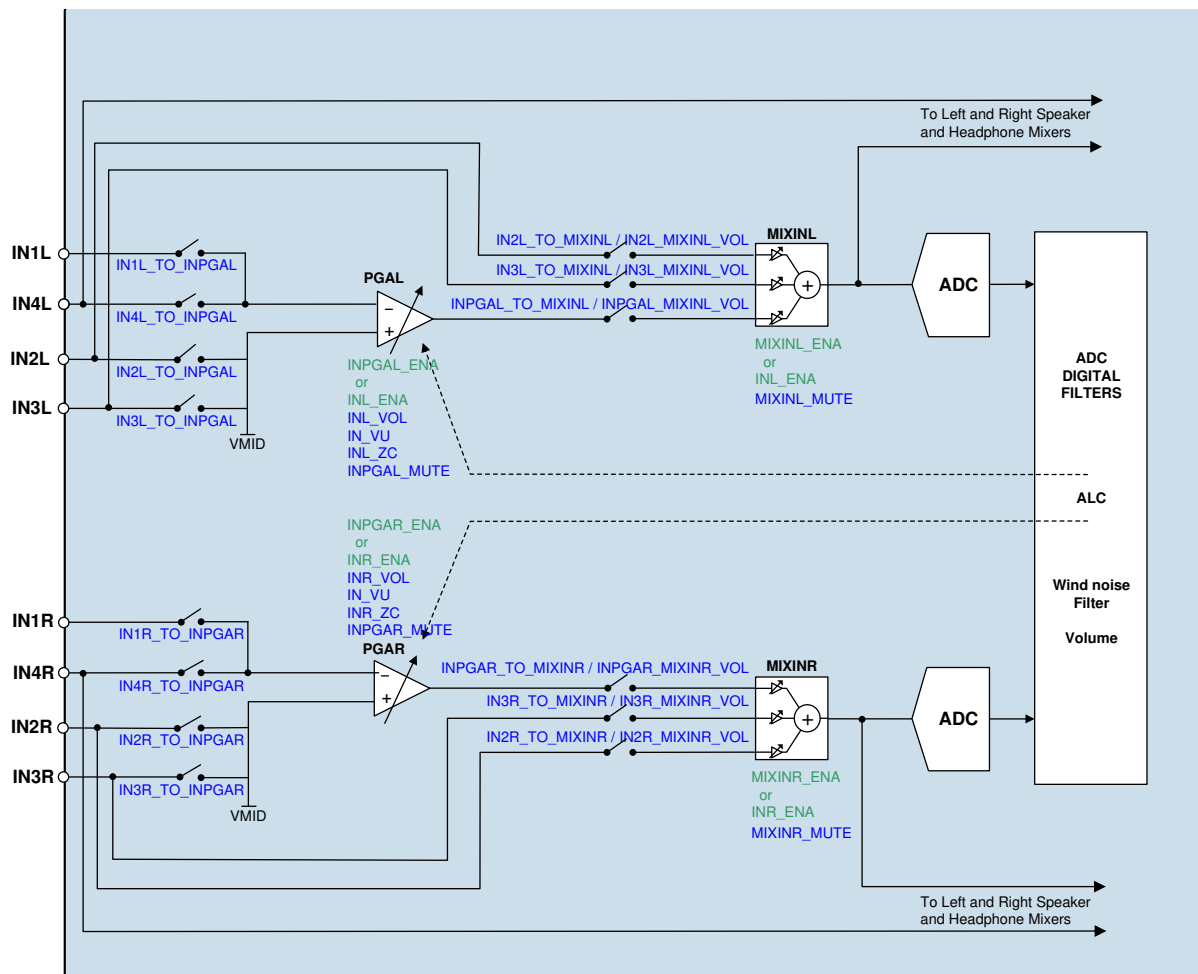 To Left and Right Speaker
and Headphone Mixers
IN1L
IN1L_TO_INPGAL
IN4L
IN4L_TO_INPGAL
IN2L
IN2L_TO_INPGAL
IN3L
IN3L_TO_INPGAL
VMID
PGAL
−
+
INPGAL_ENA
or
INL_ENA
INL_VOL
IN_VU
INL_ZC
INPGAL_MUTE
IN2L_TO_MIXINL / IN2L_MIXINL_VOL
IN3L_TO_MIXINL / IN3L_MIXINL_VOL
INPGAL_TO_MIXINL / INPGAL_MIXINL_VOL
MIXINL
+
MIXINL_ENA
or
INL_ENA
MIXINL_MUTE
ADC
ADC
DIGITAL
FILTERS
ALC
Wind noise
Filter
Volume
INPGAR_ENA
or
INR_ENA
INR_VOL
IN_VU
INR_ZC
INPGAR_MUTE
PGAR
−
+
IN1R
IN1R_TO_INPGAR
IN4R
IN4R_TO_INPGAR
IN2R
IN2R_TO_INPGAR
IN3R
IN3R_TO_INPGAR
VMID
INPGAR_TO_MIXINR / INPGAR_MIXINR_VOL
IN3R_TO_MIXINR / IN3R_MIXINR_VOL
IN2R_TO_MIXINR / IN2R_MIXINR_VOL
MIXINR
+
MIXINR_ENA
or
INR_ENA
MIXINR_MUTE
ADC
To Left and Right Speaker
and Headphone Mixers